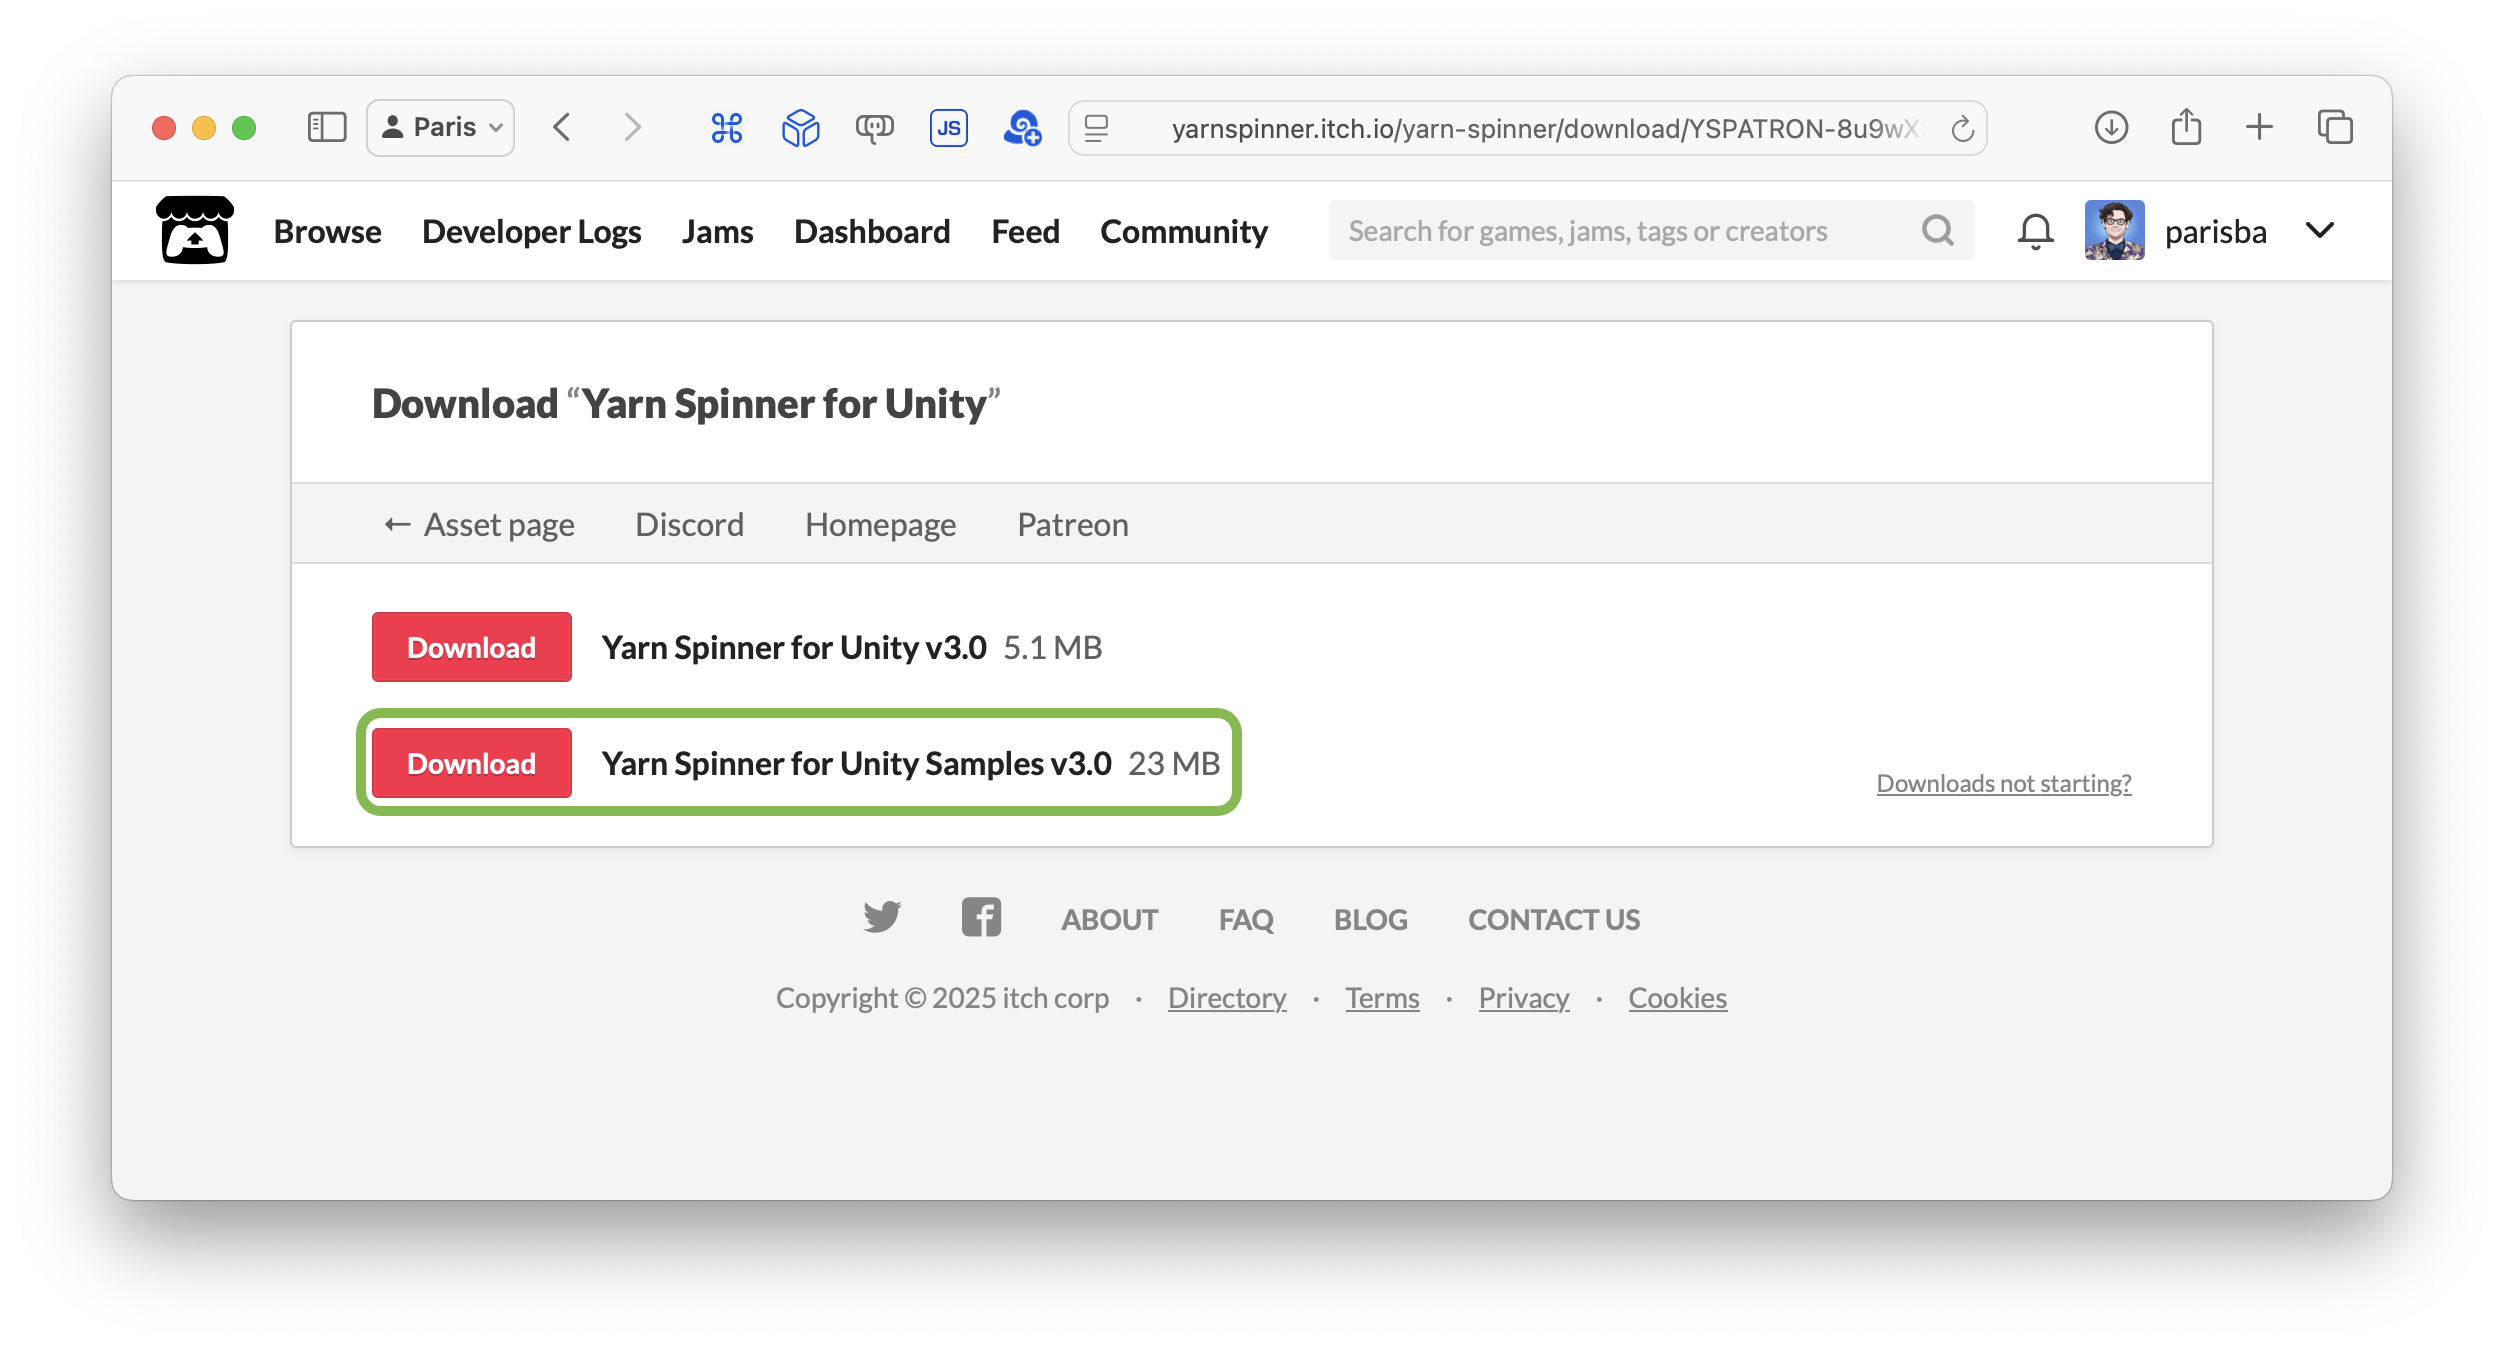 Paris
JS
yarnspinner.itch.io/yarn-spinner/download/YSPATRON-8u9wX
Browse Developer Logs Jams Dashboard Feed Community
Search for games, jams, tags or creators
parisba
Download “Yarn Spinner for Unity”
← Asset page Discord Homepage Patreon
Download Yarn Spinner for Unity v3.0 5.1 MB
Download Yarn Spinner for Unity Samples v3.0 23 MB
Downloads not starting?
ABOUT FAQ BLOG CONTACT US
Copyright © 2025 itch corp · Directory · Terms · Privacy · Cookies